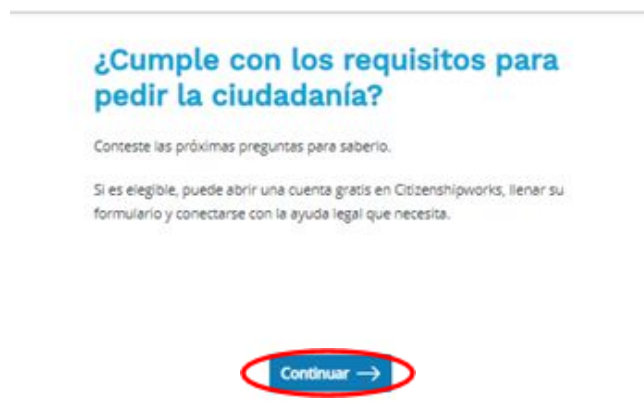 ¿Cumple con los requisitos para
pedir la ciudadanía?
Conteste las próximas preguntas para saberlo.
Si es elegible, puede abrir una cuenta gratis en Citizenshipworks, llenar su
formulario y conectarse con la ayuda legal que necesita.
Continuar →